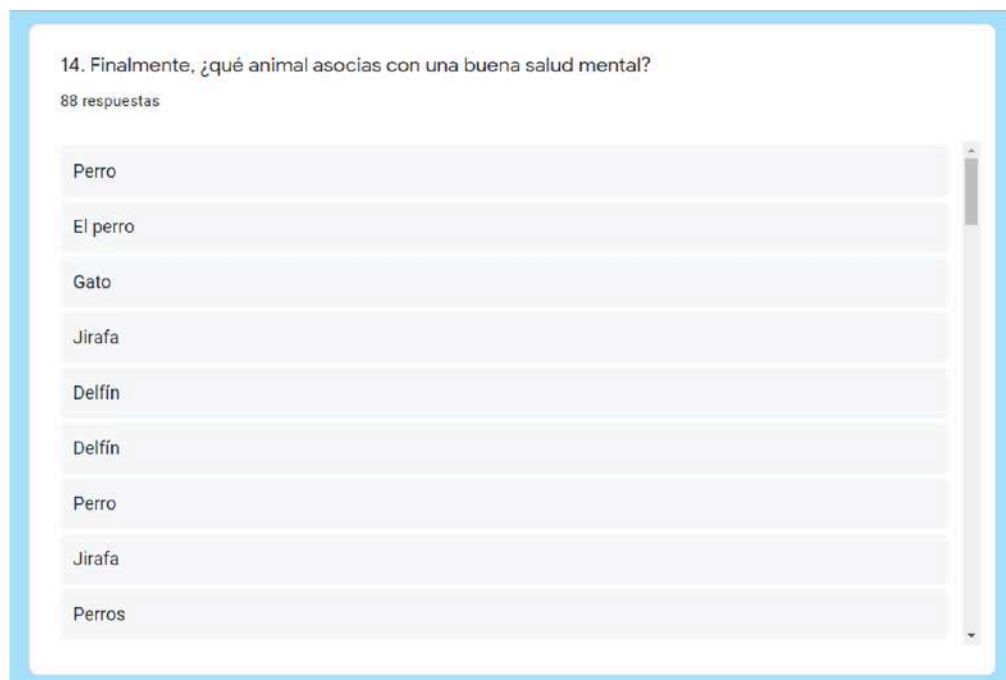 14. Finalmente, ¿qué animal asocias con una buena salud mental?
88 respuestas
Perro
El perro
Gato
Jirafa
Delfín
Delfín
Perro
Jirafa
Perros